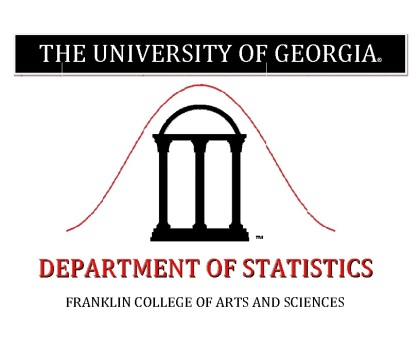 THE UNIVERSITY OF GEORGIA®
™
DEPARTMENT OF STATISTICS
FRANKLIN COLLEGE OF ARTS AND SCIENCES